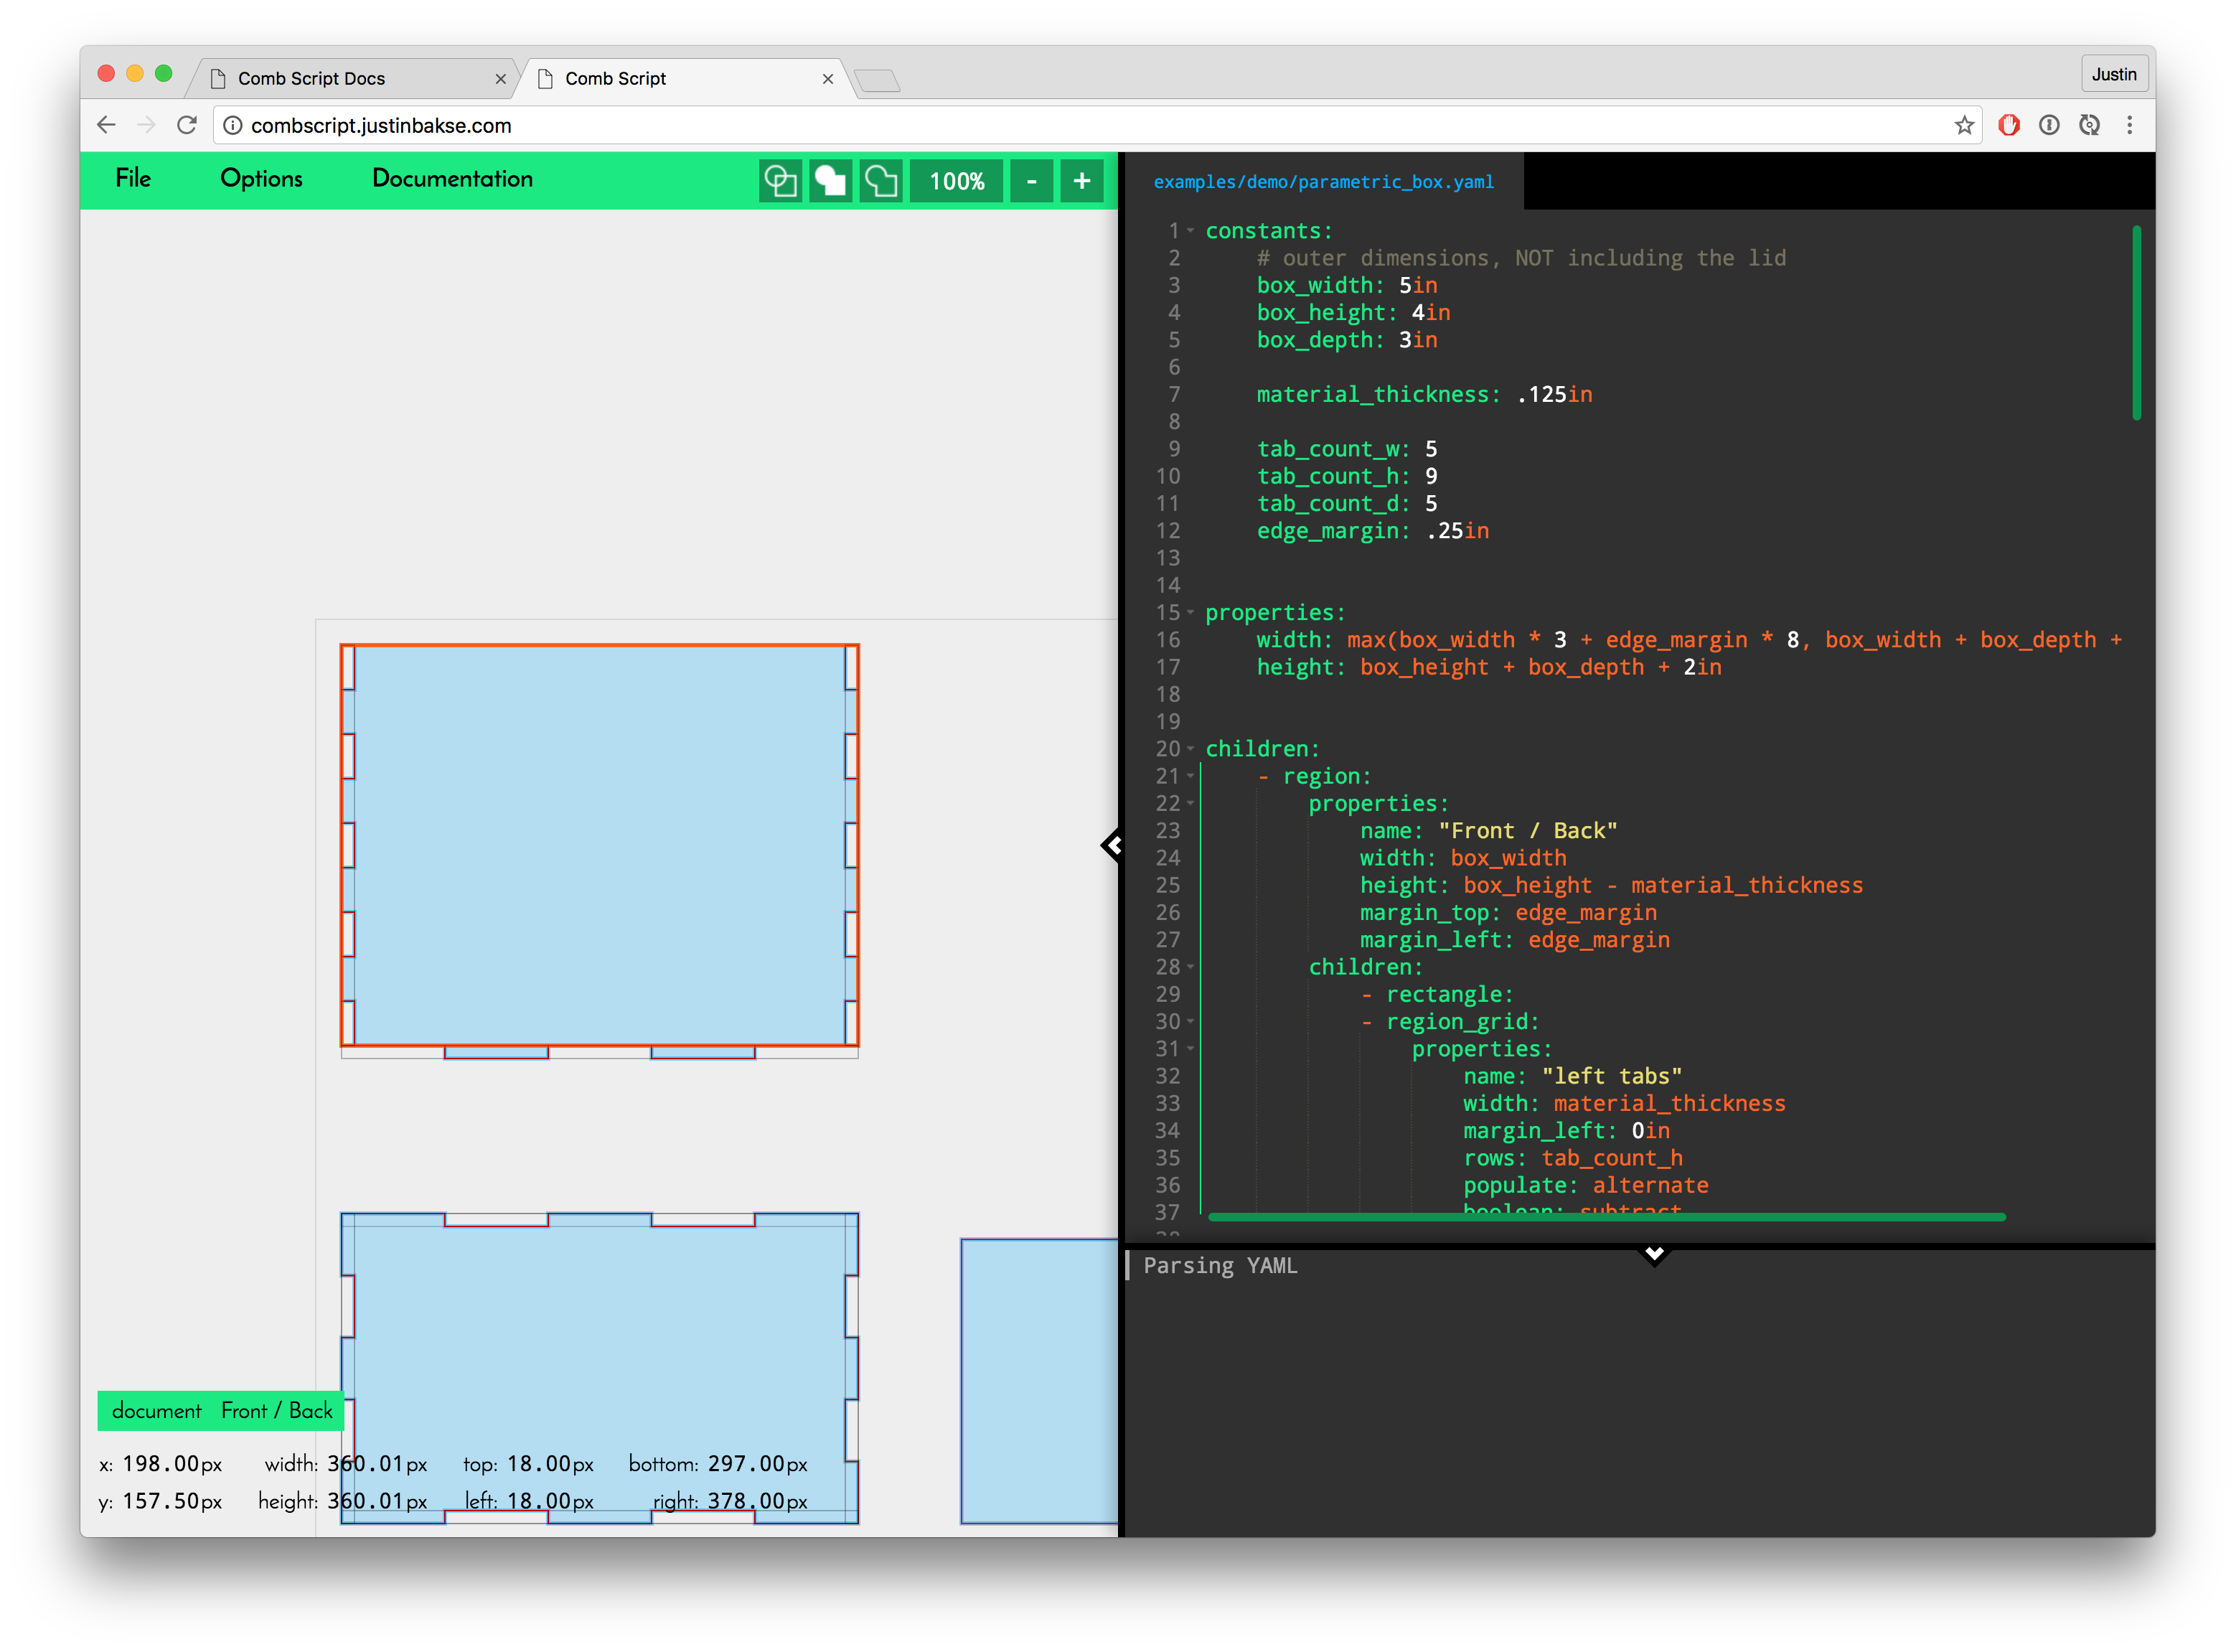 Comb Script Docs
Comb Script
Justin
combscript.justinbakse.com
File Options Documentation 100% - +
examples/demo/parametric_box.yaml
1 constants:
2 # outer dimensions, NOT including the lid
3 box_width: 5in
4 box_height: 4in
5 box_depth: 3in
6
7 material_thickness: .125in
8
9 tab_count_w: 5
10 tab_count_h: 9
11 tab_count_d: 5
12 edge_margin: .25in
13
14
15 properties:
16 width: max(box_width * 3 + edge_margin * 8, box_width + box_depth +
17 height: box_height + box_depth + 2in
18
19
20 children:
21 - region:
22 properties:
23 name: "Front / Back"
24 width: box_width
25 height: box_height - material_thickness
26 margin_top: edge_margin
27 margin_left: edge_margin
28 children:
29 - rectangle:
30 - region_grid:
31 properties:
32 name: "left tabs"
33 width: material_thickness
34 margin_left: 0in
35 rows: tab_count_h
36 populate: alternate
37 boolean: subtract
38
Parsing YAML
document Front / Back
x: 198.00px width: 360.01px top: 18.00px bottom: 297.00px
y: 157.50px height: 360.01px left: 18.00px right: 378.00px